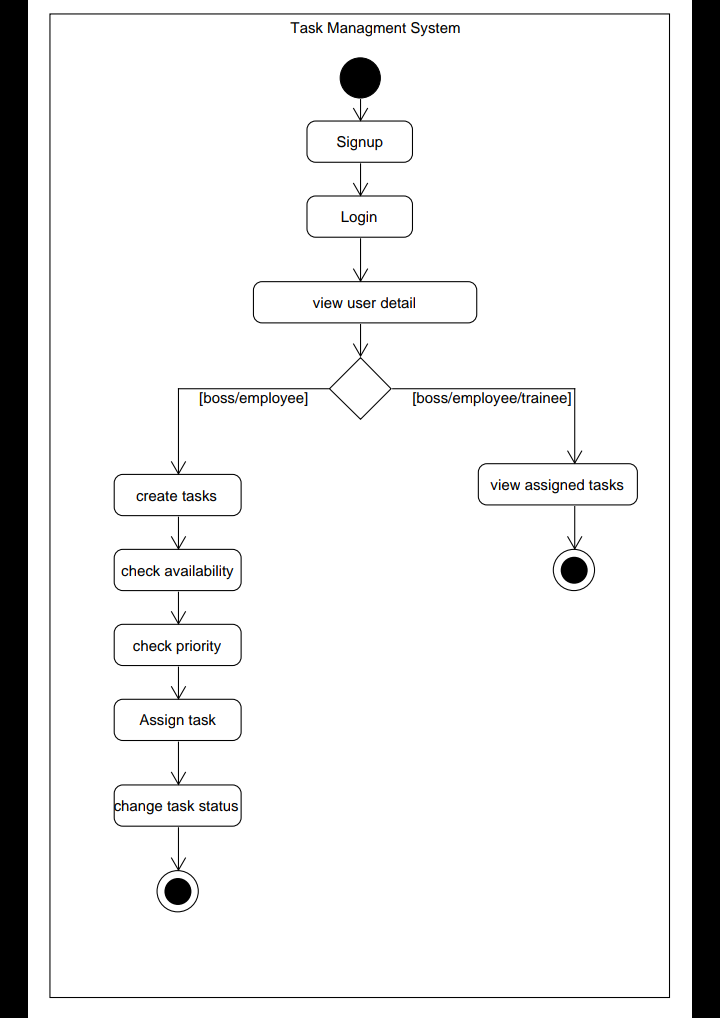 Task Managment System
Signup
Login
view user detail
[boss/employee]
[boss/employee/trainee]
create tasks
view assigned tasks
check availability
check priority
Assign task
change task status